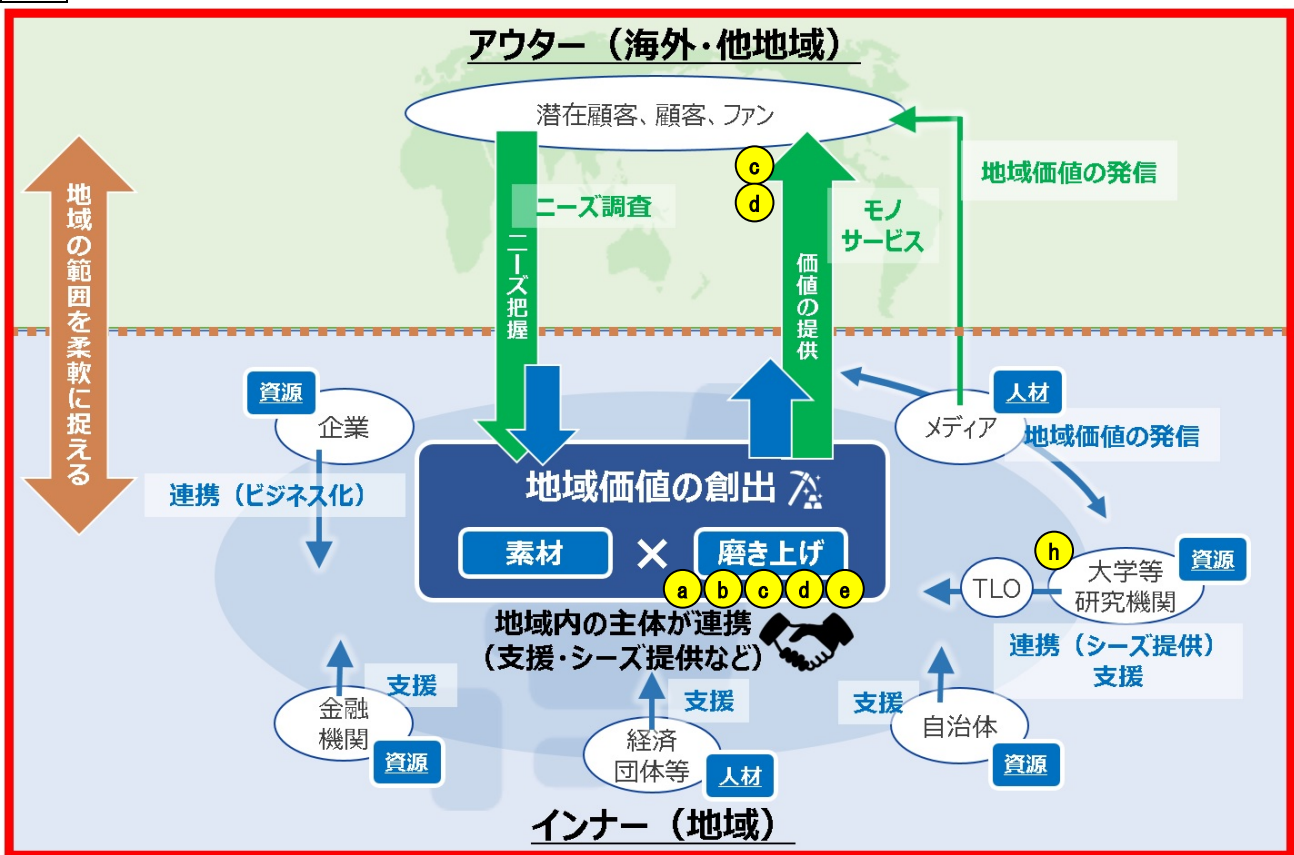 アウター（海外・他地域）
潜在顧客、顧客、ファン
地域の範囲を柔軟に捉える
ニーズ調査
ニーズ把握
c
d
モノ
サービス
価値の提供
地域価値の発信
資源
企業
連携（ビジネス化）
人材
メディア
地域価値の発信
地域価値の創出
素材
×
磨き上げ
a b c d e
地域内の主体が連携
（支援・シーズ提供など）
h
TLO
大学等
研究機関
資源
連携（シーズ提供）
支援
支援
金融
機関
資源
支援
経済
団体等
人材
支援
自治体
資源
インナー（地域）